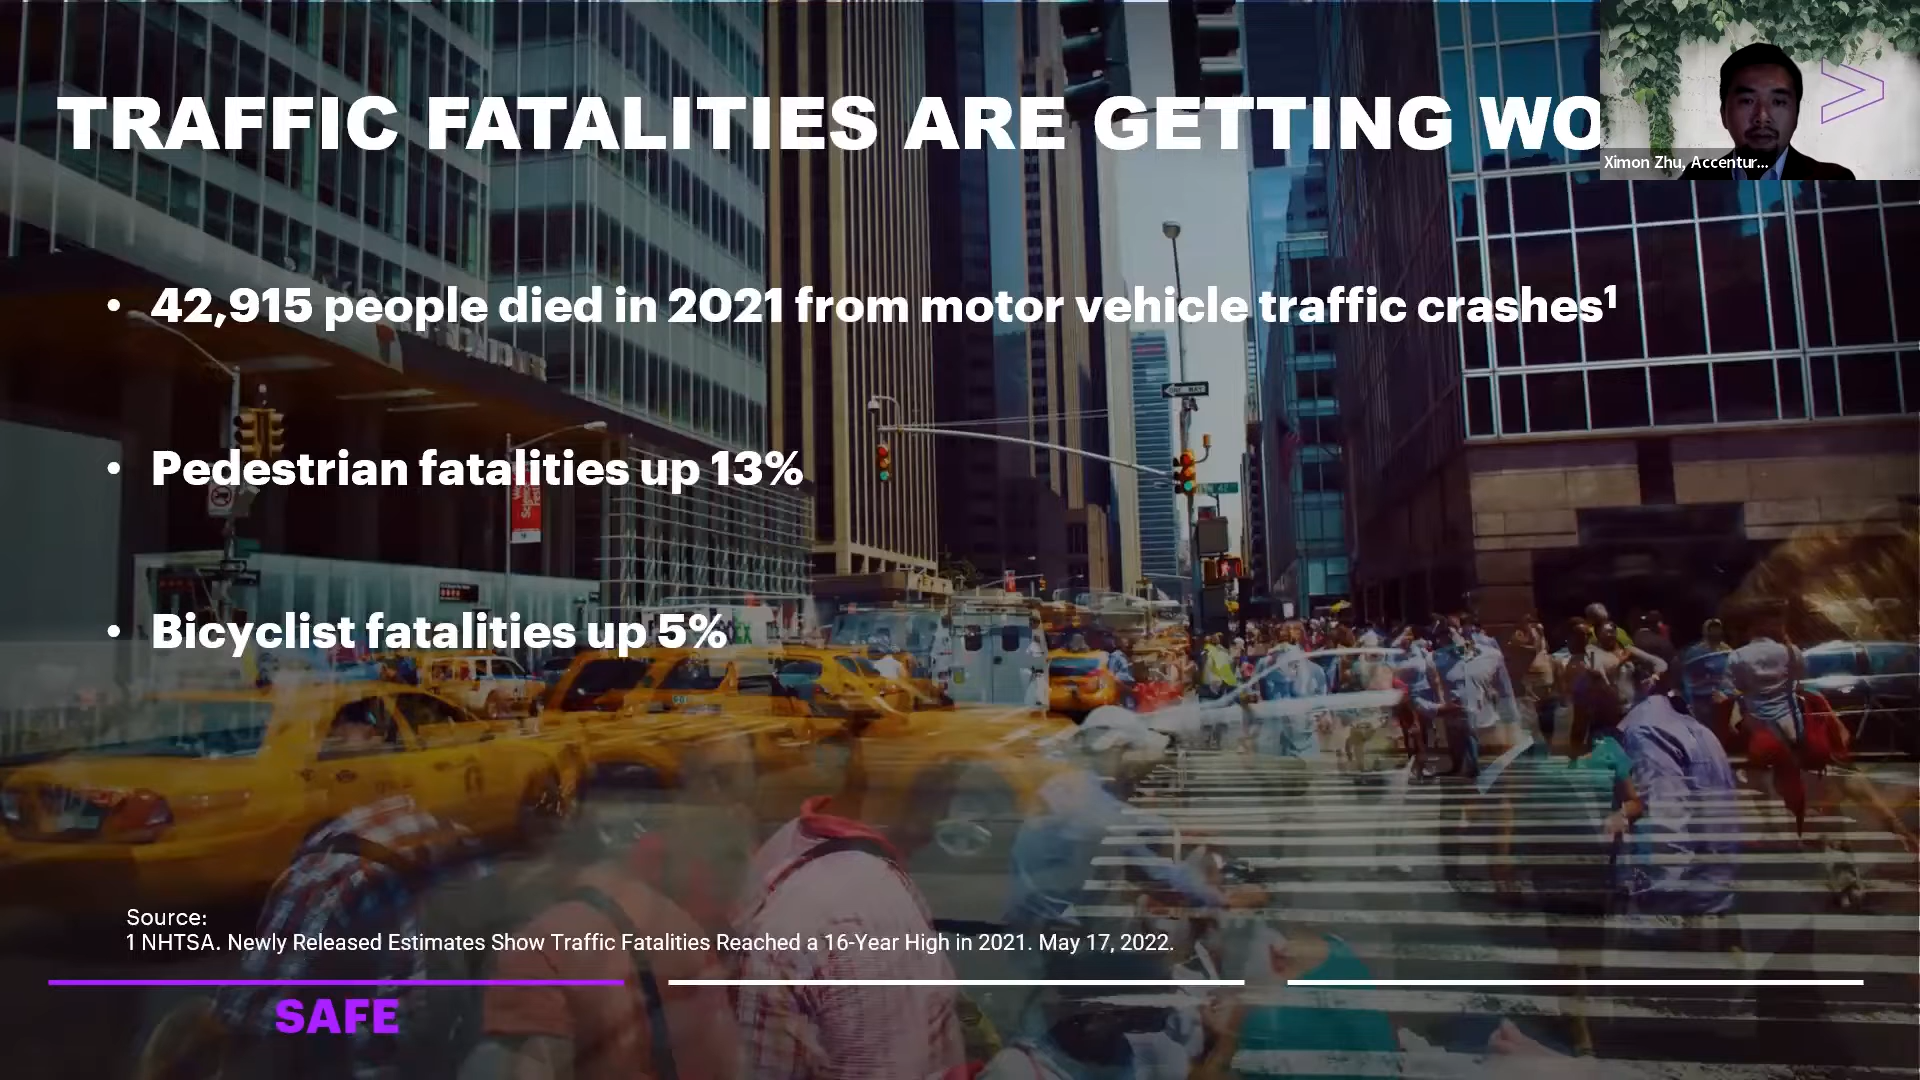 TRAFFIC FATALITIES ARE GETTING WO
Ximon Zhu, Accentur...
• 42,915 people died in 2021 from motor vehicle traffic crashes¹
• Pedestrian fatalities up 13%
• Bicyclist fatalities up 5%
Source:
1 NHTSA. Newly Released Estimates Show Traffic Fatalities Reached a 16-Year High in 2021. May 17, 2022.
SAFE